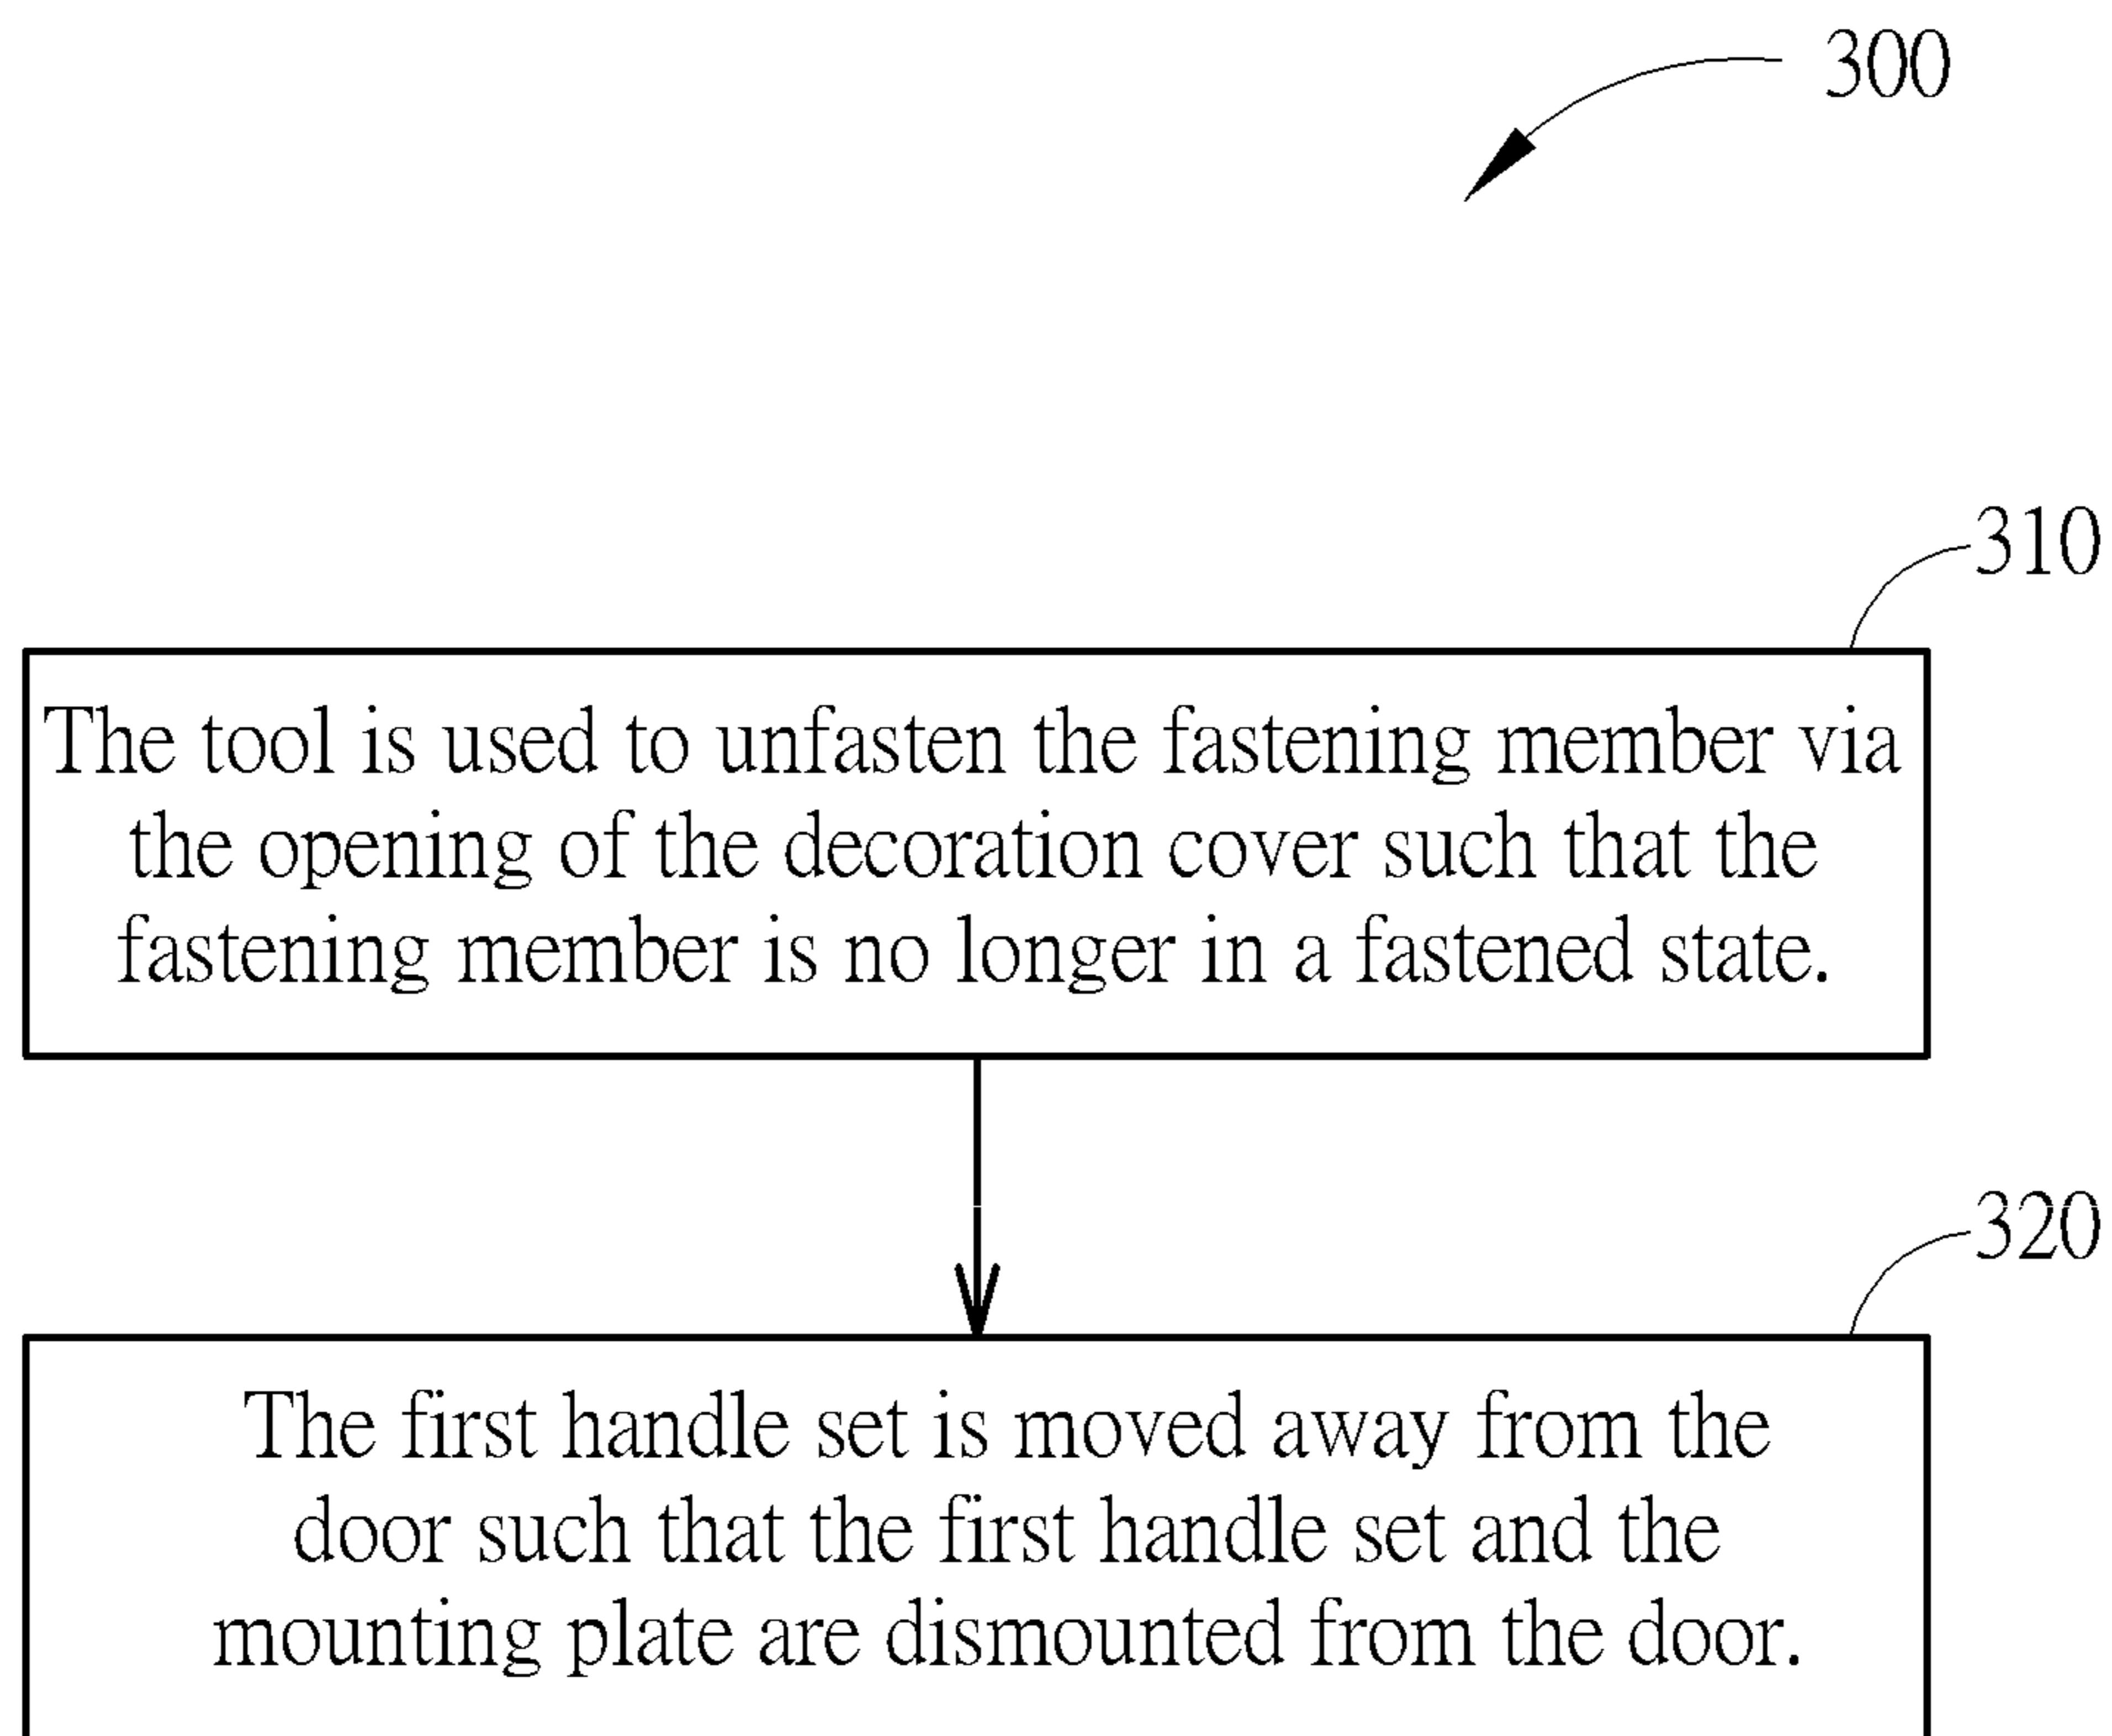 300
310
The tool is used to unfasten the fastening member via
the opening of the decoration cover such that the
fastening member is no longer in a fastened state.
320
The first handle set is moved away from the
door such that the first handle set and the
mounting plate are dismounted from the door.